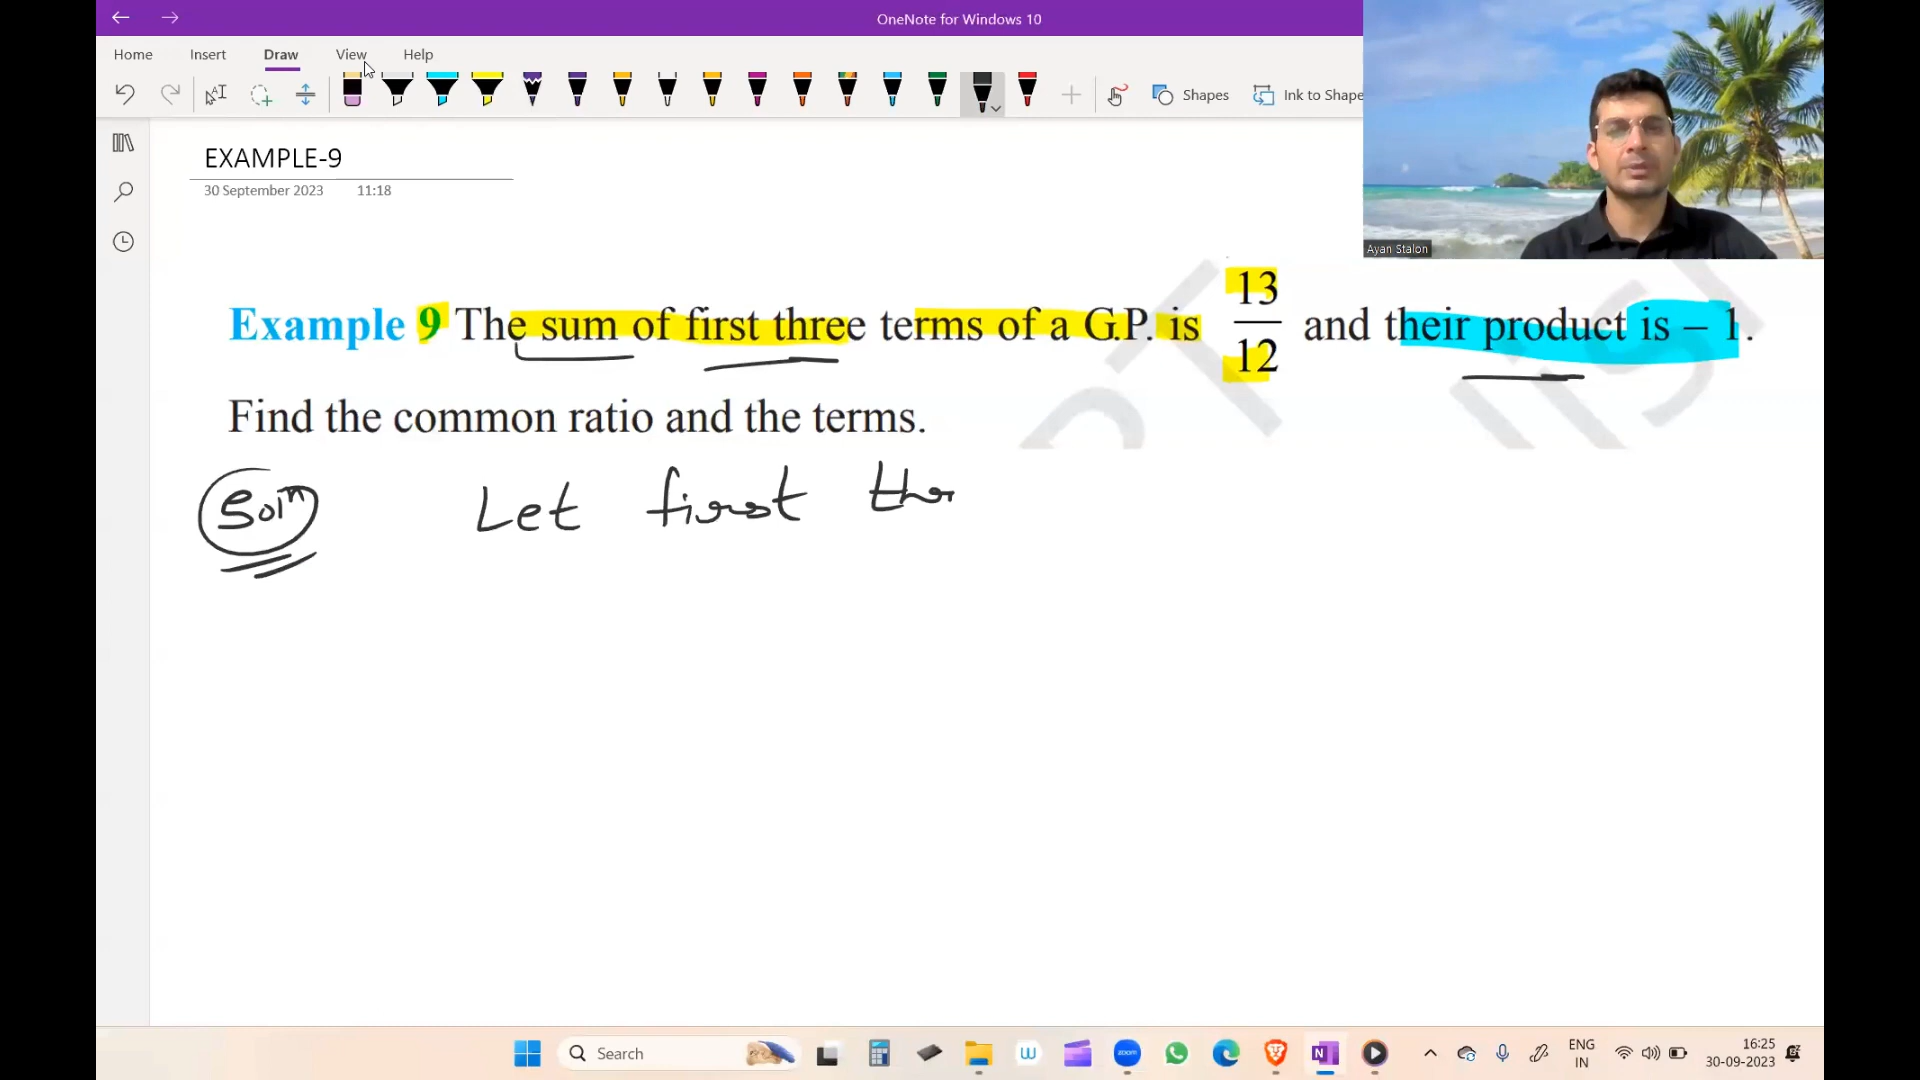 OneNote for Windows 10
Home Insert Draw View Help
Shapes Ink to Shape
Ayan Stalon
EXAMPLE-9
30 September 2023 11:18
Example 9 The sum of first three terms of a G.P. is 13/12 and their product is – 1.
Find the common ratio and the terms.
Solⁿ Let first thr
Search
zoom
ENG
IN
16:25
30-09-2023